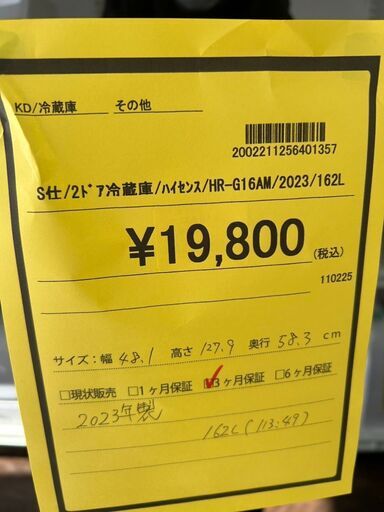 KD/冷蔵庫 その他
2002211256401357
S仕/2ﾄﾞｱ冷蔵庫/ﾊｲｾﾝｽ/HR-G16AM/2023/162L
¥19,800(税込)
110225
サイズ:幅 48.1 高さ 127.9 奥行 58.3 cm
□現状販売 □1ヶ月保証 ☑3ヶ月保証 □6ヶ月保証
2023年製
162L(113:49)